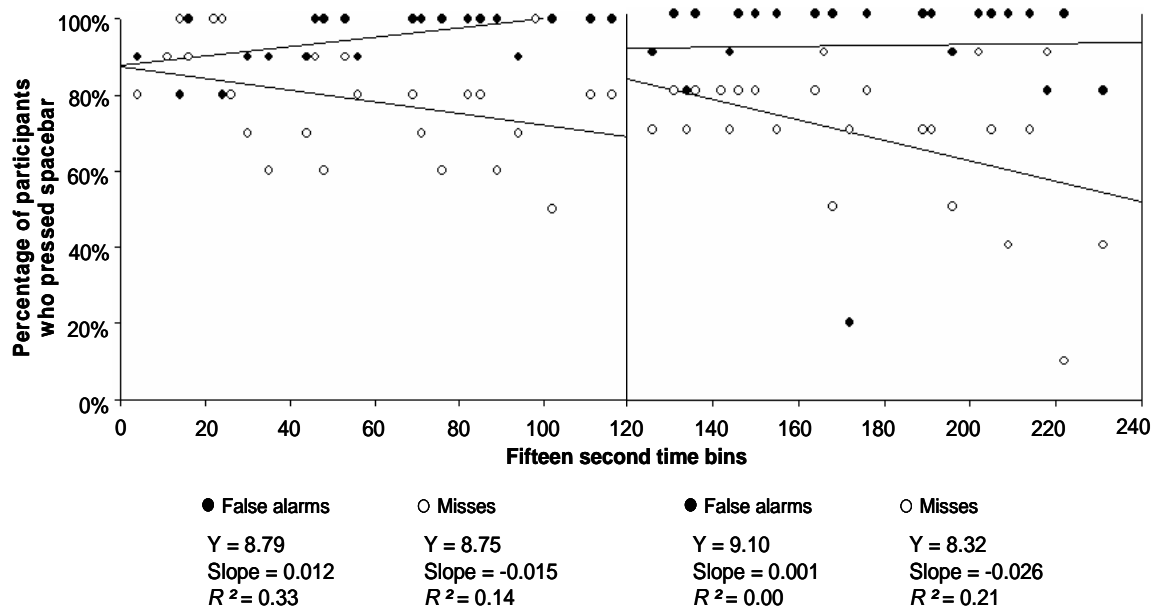 100%
80%
60%
40%
20%
0%
Percentage of participants
who pressed spacebar
0 20 40 60 80 100 120 140 160 180 200 220 240
Fifteen second time bins
False alarms Misses False alarms Misses
Y = 8.79 Y = 8.75 Y = 9.10 Y = 8.32
Slope = 0.012 Slope = -0.015 Slope = 0.001 Slope = -0.026
R ² = 0.33 R ² = 0.14 R ² = 0.00 R ² = 0.21